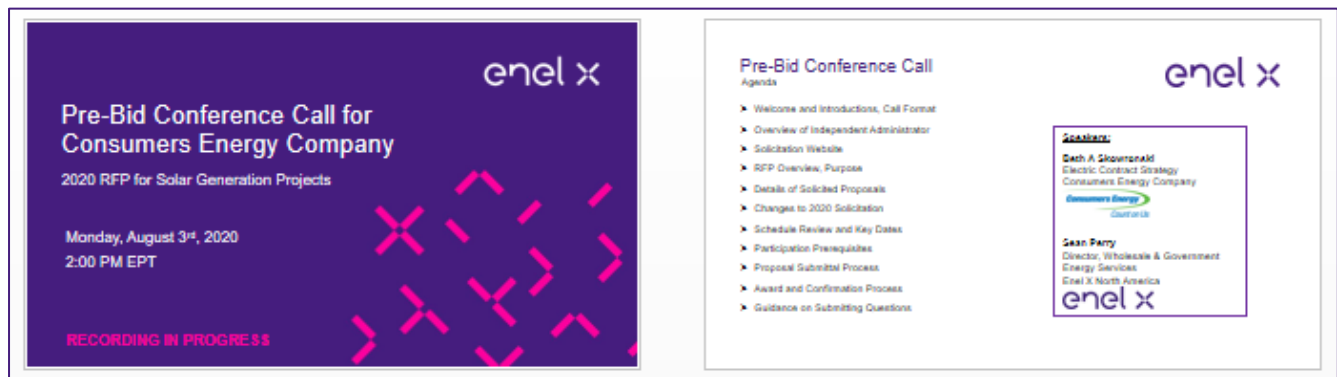 enel x
Pre-Bid Conference Call for
Consumers Energy Company
2020 RFP for Solar Generation Projects
Monday, August 3rd, 2020
2:00 PM EPT
RECORDING IN PROGRESS
Pre-Bid Conference Call
Agenda
enel x
➤ Welcome and Introductions, Call Format
➤ Overview of Independent Administrator
➤ Solicitation Website
➤ RFP Overview, Purpose
➤ Details of Solicited Proposals
➤ Changes to 2020 Solicitation
➤ Schedule Review and Key Dates
➤ Participation Prerequisites
➤ Proposal Submittal Process
➤ Award and Confirmation Process
➤ Guidance on Submitting Questions
Speakers:
Beth A Skowronski
Electric Contract Strategy
Consumers Energy Company
Consumers Energy
Count on Us
Sean Perry
Director, Wholesale & Government
Energy Services
Enel X North America
enel x